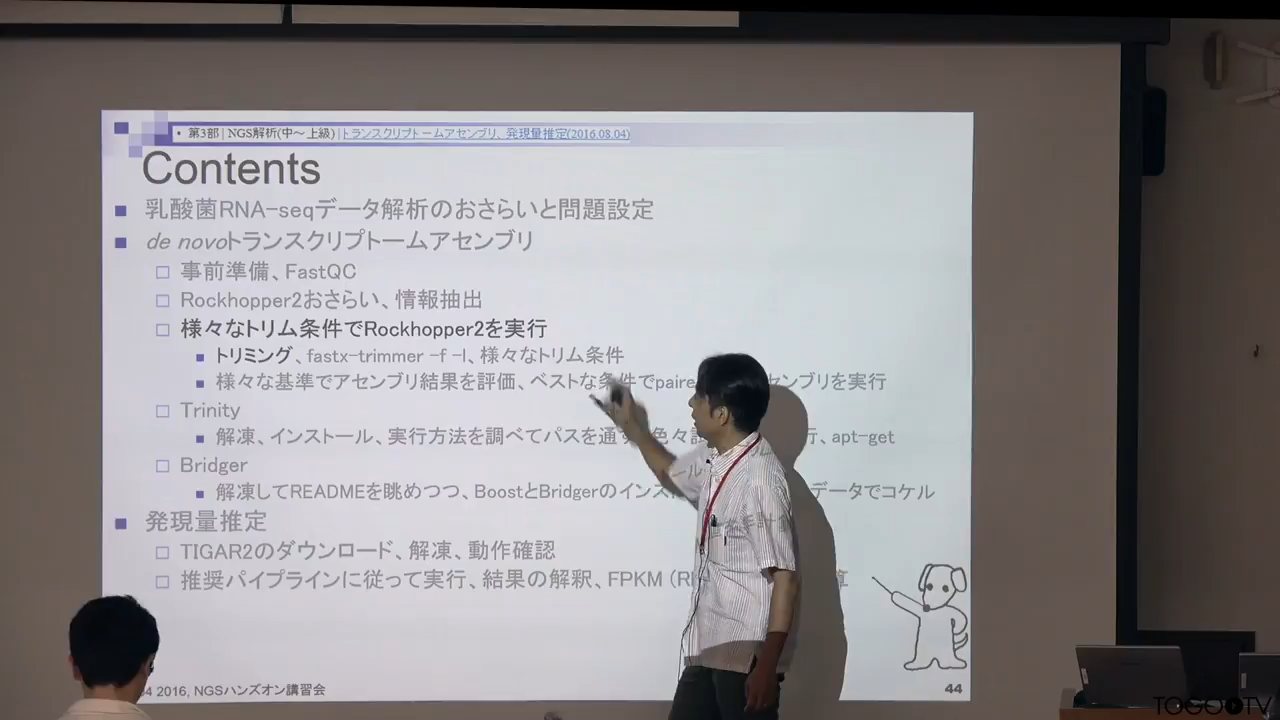 • 第3部 | NGS解析(中～上級) | トランスクリプトームアセンブリ、発現量推定(2016.08.04)
Contents
乳酸菌RNA-seqデータ解析のおさらいと問題設定
de novoトランスクリプトームアセンブリ
事前準備、FastQC
Rockhopper2おさらい、情報抽出
様々なトリム条件でRockhopper2を実行
トリミング、fastx-trimmer -f -l、様々なトリム条件
様々な基準でアセンブリ結果を評価、ベストな条件でpaire センブリを実行
Trinity
解凍、インストール、実行方法を調べてパスを通す 色々 行、apt-get
Bridger
解凍してREADMEを眺めつつ、BoostとBridgerのインス ール データでコケル
発現量推定
TIGAR2のダウンロード、解凍、動作確認
推奨パイプラインに従って実行、結果の解釈、FPKM 算
4 2016, NGSハンズオン講習会
44
TOGOTV